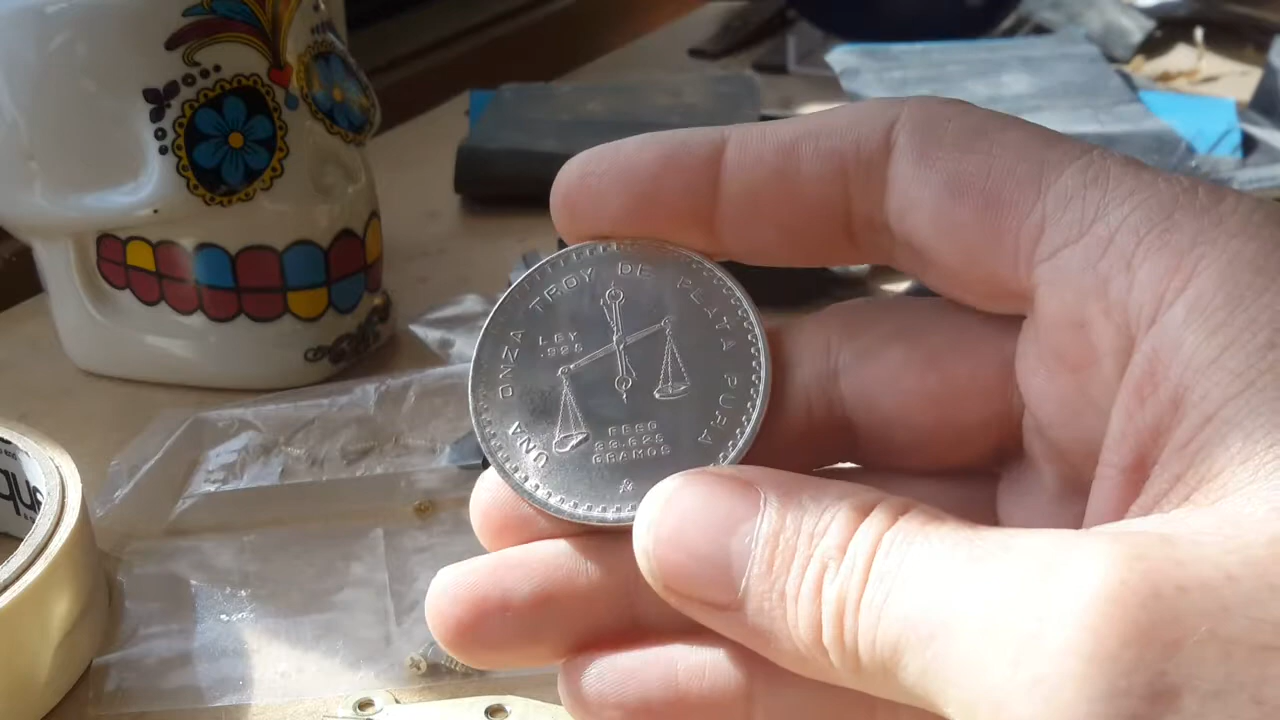 UNA ONZA TROY DE PLATA PURA
LEY
.925
PESO
33.625
GRAMOS